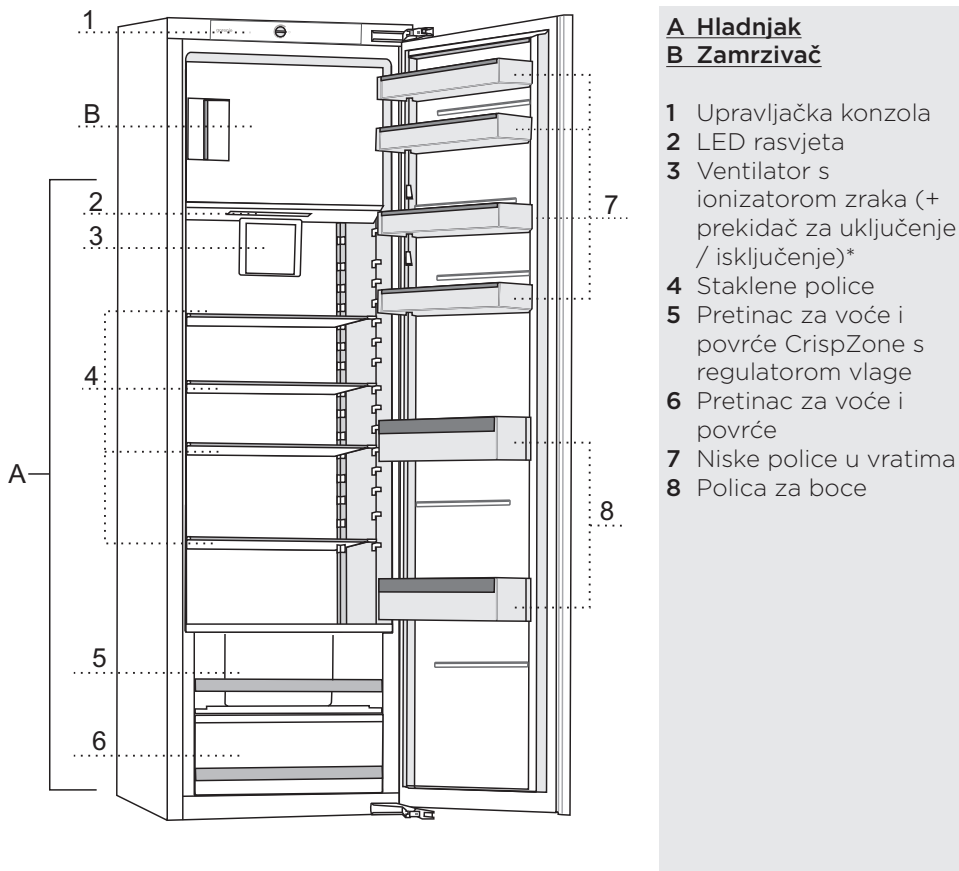 1
B
2
3
4
A
5
6
7
8
A Hladnjak
B Zamrzivač
1 Upravljačka konzola
2 LED rasvjeta
3 Ventilator s
ionizatorom zraka (+
prekidač za uključenje
/ isključenje)*
4 Staklene police
5 Pretinac za voće i
povrće CrispZone s
regulatorom vlage
6 Pretinac za voće i
povrće
7 Niske police u vratima
8 Polica za boce